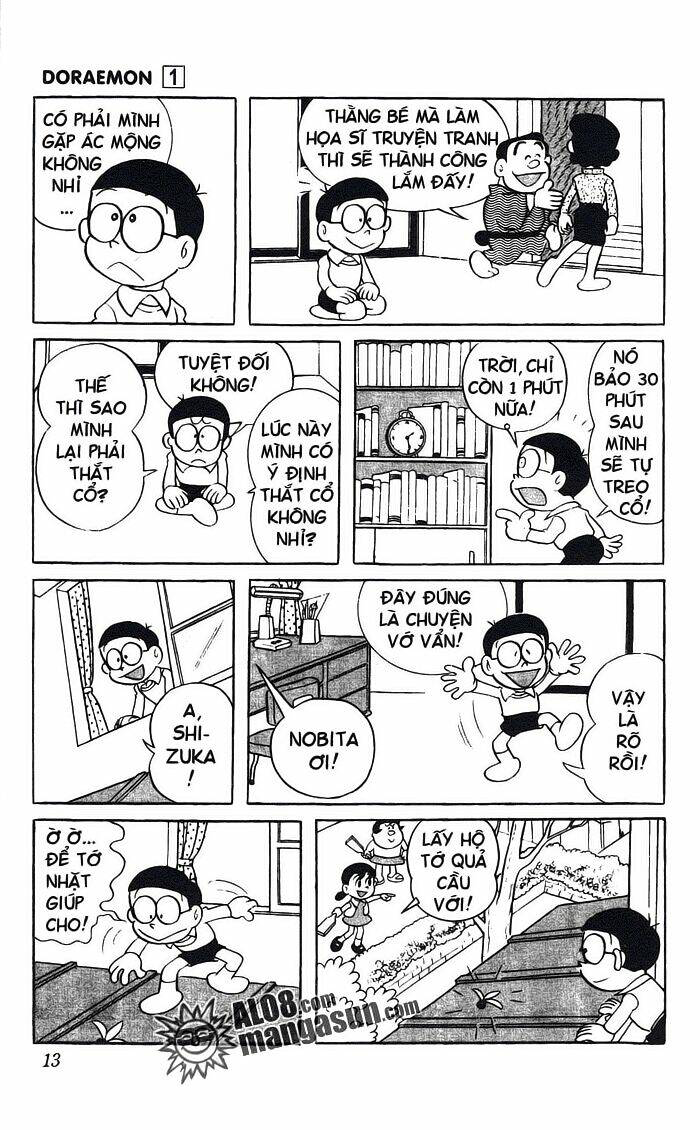 DORAEMON 1
CÓ PHẢI MÌNH
GẶP ÁC MỘNG
KHÔNG
NHỈ
...
THẰNG BÉ MÀ LÀM
HỌA SĨ TRUYỆN TRANH
THÌ SẼ THÀNH CÔNG
LẮM ĐẤY!
THẾ
THÌ SAO
MÌNH
LẠI PHẢI
THẮT
CỔ?
TUYỆT ĐỐI
KHÔNG!
LÚC NÀY
MÌNH CÓ
Ý ĐỊNH
THẮT CỔ
KHÔNG
NHỈ?
TRỜI, CHỈ
CÒN 1 PHÚT
NỮA!
NÓ
BẢO 30
PHÚT
SAU
MÌNH
SẼ TỰ
TREO
CỔ!
A,
SHI-
ZUKA
!
ĐÂY ĐÚNG
LÀ CHUYỆN
VỚ VẨN!
NOBITA
ƠI!
VẬY
LÀ
RÕ
RỒI!
Ờ Ờ...
ĐỂ TỚ
NHẶT
GIÚP
CHO!
LẤY HỘ
TỚ QUẢ
CẦU
VỚI!
ALO8.com
mangasun.com
13